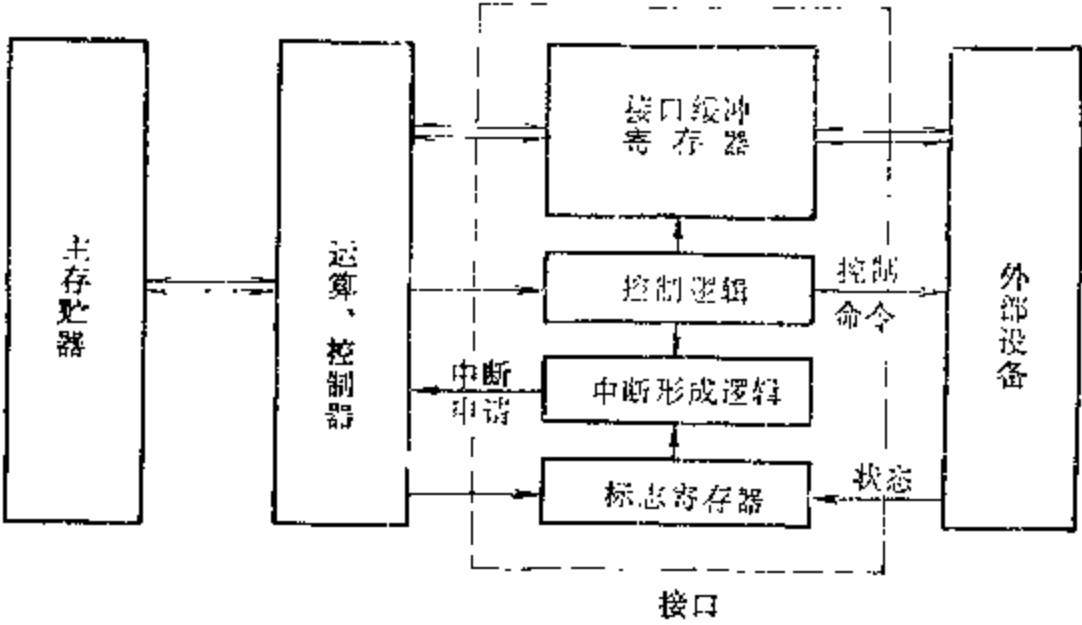 主存贮器
运算、控制器
接口缓冲
寄存器
控制逻辑
控制
命令
中断
申请
中断形成逻辑
标志寄存器
状态
外部设备
接口